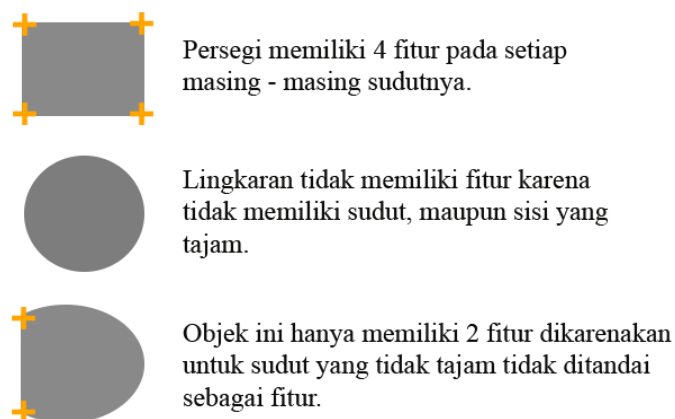 Persegi memiliki 4 fitur pada setiap
masing - masing sudutnya.
Lingkaran tidak memiliki fitur karena
tidak memiliki sudut, maupun sisi yang
tajam.
Objek ini hanya memiliki 2 fitur dikarenakan
untuk sudut yang tidak tajam tidak ditandai
sebagai fitur.